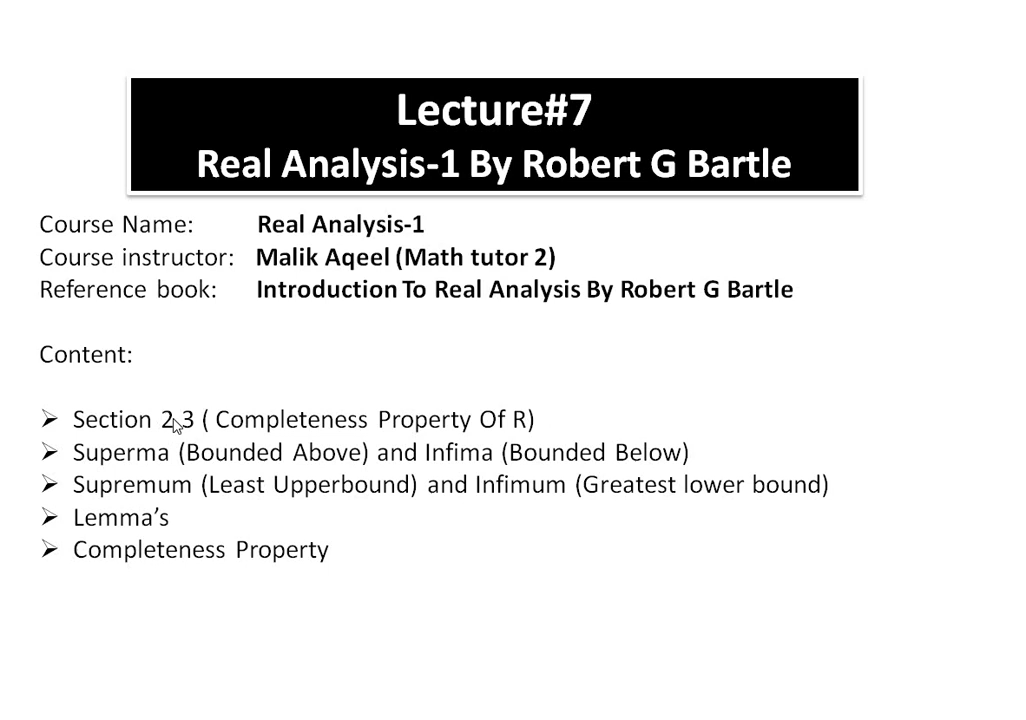 Lecture#7
Real Analysis-1 By Robert G Bartle
Course Name: Real Analysis-1
Course instructor: Malik Aqeel (Math tutor 2)
Reference book: Introduction To Real Analysis By Robert G Bartle
Content:
➢ Section 2.3 ( Completeness Property Of R)
➢ Superma (Bounded Above) and Infima (Bounded Below)
➢ Supremum (Least Upperbound) and Infimum (Greatest lower bound)
➢ Lemma’s
➢ Completeness Property